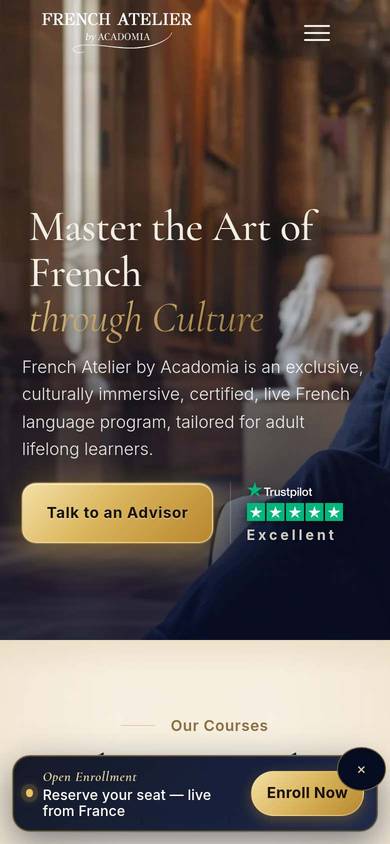 FRENCH ATELIER
by ACADOMIA
Master the Art of
French
through Culture
French Atelier by Acadomia is an exclusive,
culturally immersive, certified, live French
language program, tailored for adult
lifelong learners.
Talk to an Advisor
Trustpilot
Excellent
Our Courses
Open Enrollment
Reserve your seat — live
from France
Enroll Now
×